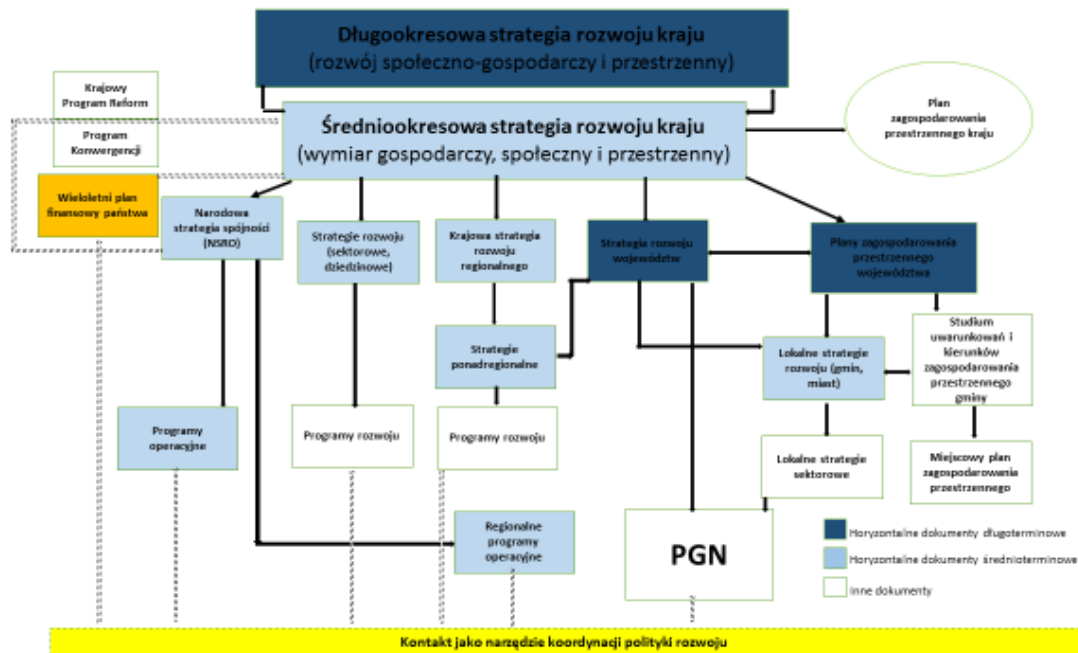 Długookresowa strategia rozwoju kraju
(rozwój społeczno-gospodarczy i przestrzenny)
Krajowy
Program Reform
Średniookresowa strategia rozwoju kraju
(wymiar gospodarczy, społeczny i przestrzenny)
Plan
zagospodarowania
przestrzennego kraju
Program
Konwergencji
Wieloletni plan
finansowy państwa
Narodowa
strategia spójności
(NSRO)
Strategie rozwoju
(sektorowe,
dziedzinowe)
Krajowa strategia
rozwoju
regionalnego
Strategia rozwoju
województw
Plany zagospodarowania
przestrzennego
województwa
Strategie
ponadregionalne
Lokalne strategie
rozwoju (gmin,
miast)
Studium
uwarunkowań i
kierunków
zagospodarowania
przestrzennego
gminy
Programy
operacyjne
Programy rozwoju
Programy rozwoju
Lokalne strategie
sektorowe
Miejscowy plan
zagospodarowania
przestrzennego
Regionalne
programy
operacyjne
PGN
Horyzontalne dokumenty długoterminowe
Horyzontalne dokumenty średnioterminowe
Inne dokumenty
Kontakt jako narzędzie koordynacji polityki rozwoju